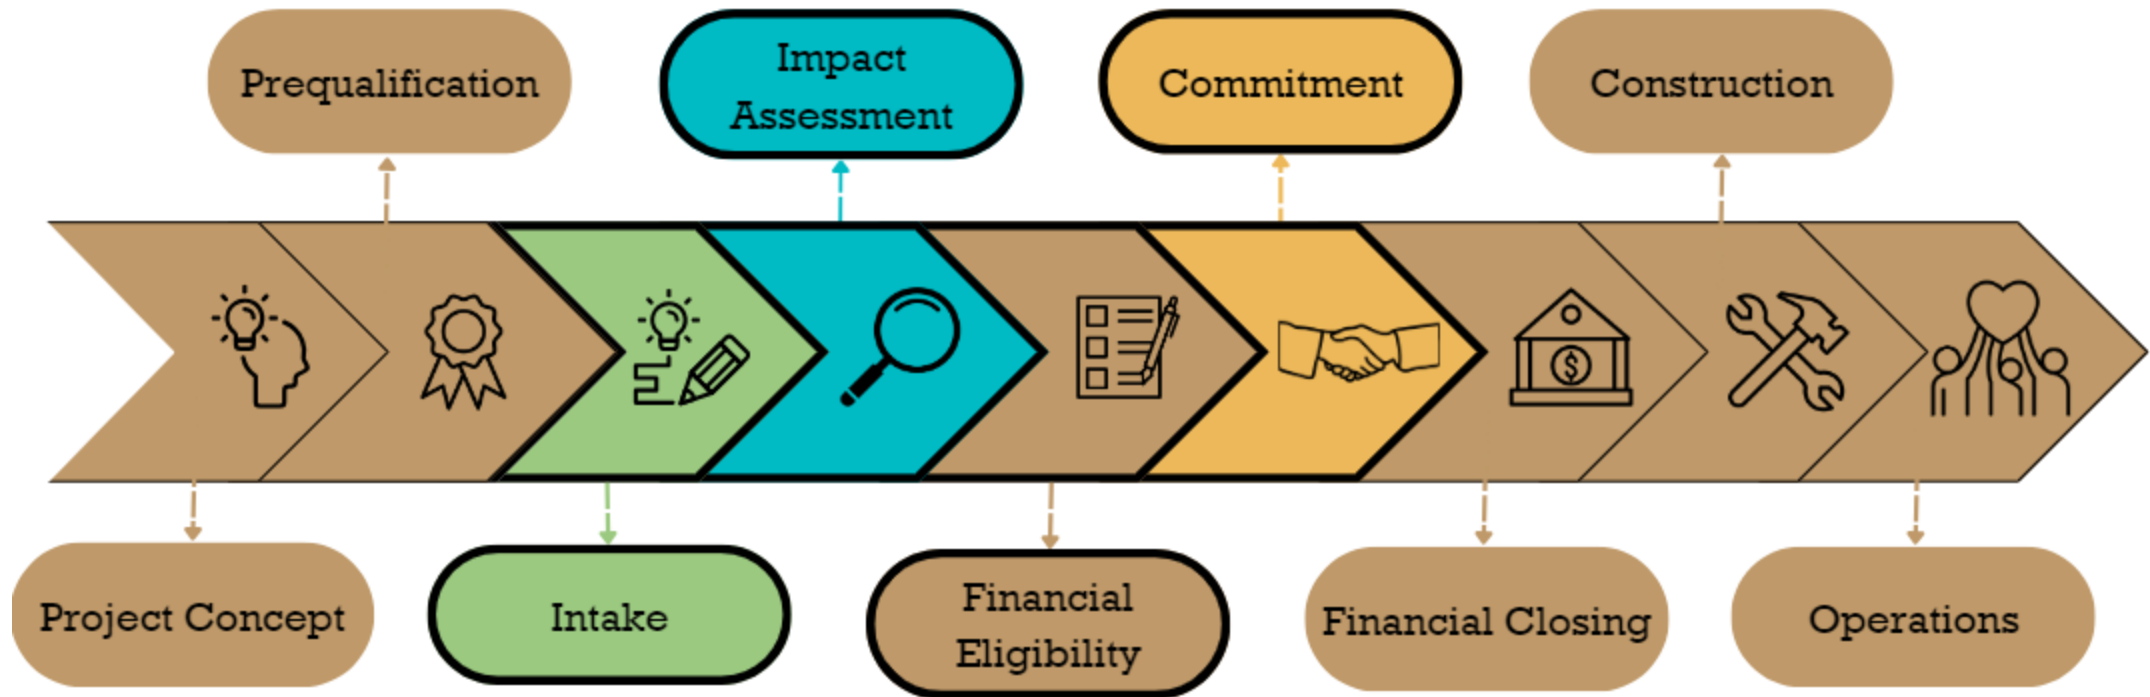 Prequalification
Impact
Assessment
Commitment
Construction
$
Project Concept
Intake
Financial
Eligibility
Financial Closing
Operations